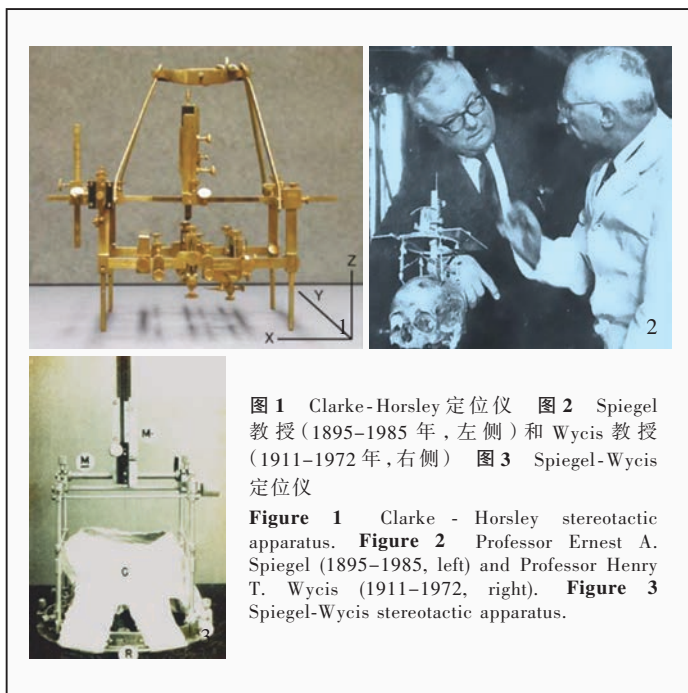 Z
Y
X
1
2
M
M-
G
R
3
图 1 Clarke-Horsley 定位仪 图 2 Spiegel
教授(1895-1985 年,左侧)和 Wycis 教授
(1911-1972 年,右侧) 图 3 Spiegel-Wycis
定位仪
Figure 1 Clarke - Horsley stereotactic
apparatus. Figure 2 Professor Ernest A.
Spiegel (1895-1985, left) and Professor Henry
T. Wycis (1911-1972, right). Figure 3
Spiegel-Wycis stereotactic apparatus.